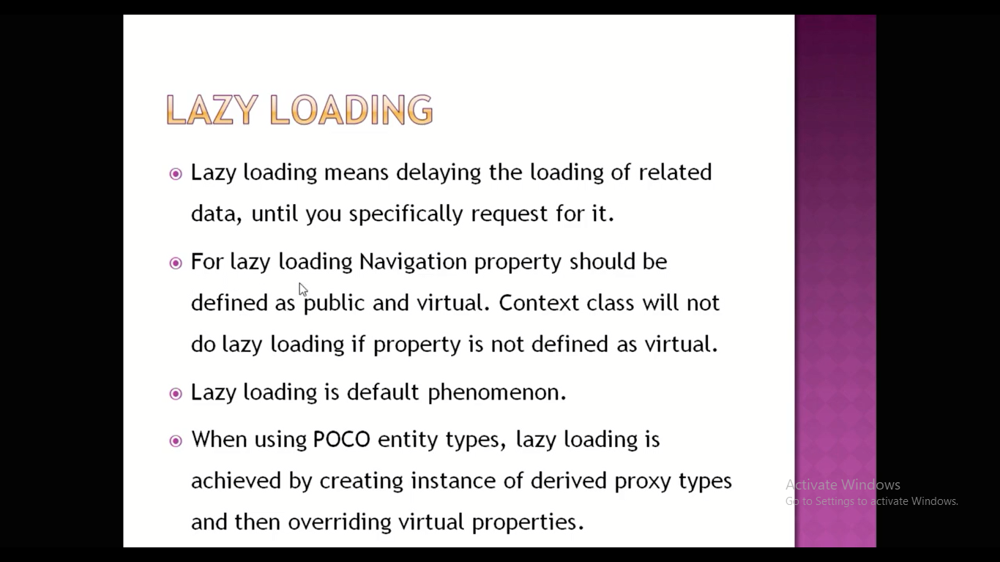 LAZY LOADING
Lazy loading means delaying the loading of related
data, until you specifically request for it.
For lazy loading Navigation property should be
defined as public and virtual. Context class will not
do lazy loading if property is not defined as virtual.
Lazy loading is default phenomenon.
When using POCO entity types, lazy loading is
achieved by creating instance of derived proxy types
and then overriding virtual properties.
Activate Windows
Go to Settings to activate Windows.